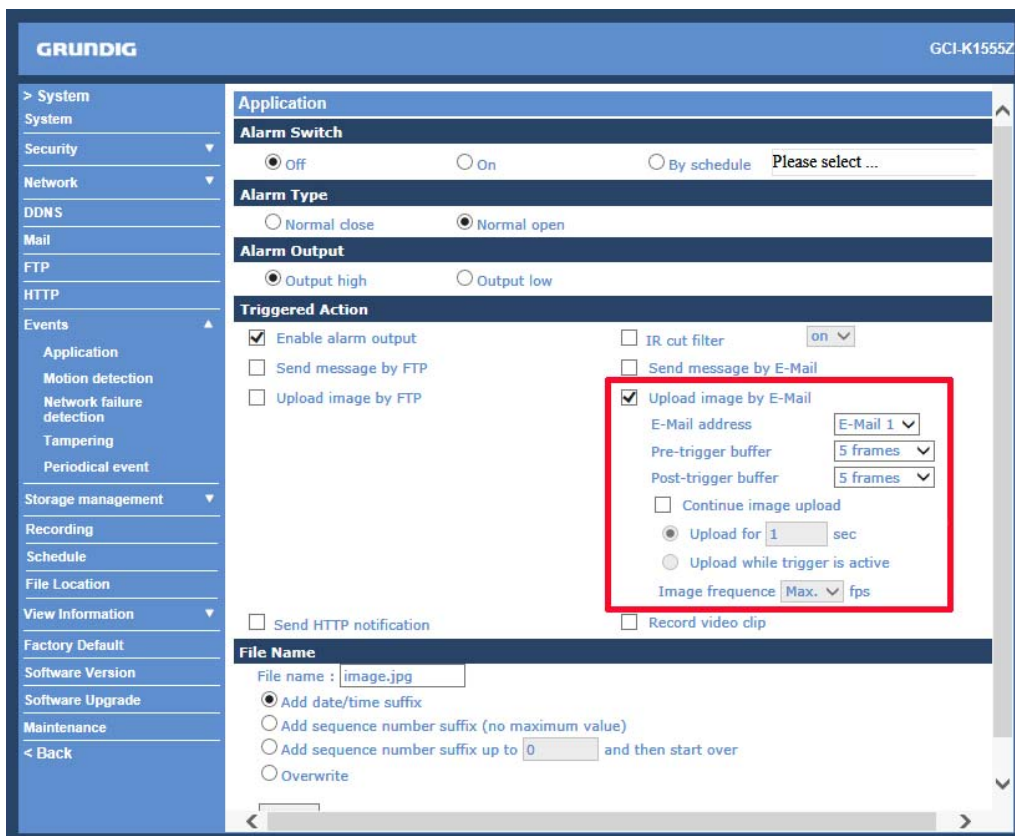 GRUNDIG
GCI-K1555Z
> System
System
Security
Network
DDNS
Mail
FTP
HTTP
Events
Application
Motion detection
Network failure
detection
Tampering
Periodical event
Storage management
Recording
Schedule
File Location
View Information
Factory Default
Software Version
Software Upgrade
Maintenance
< Back
Application
Alarm Switch
Off On By schedule Please select ...
Alarm Type
Normal close Normal open
Alarm Output
Output high Output low
Triggered Action
Enable alarm output IR cut filter on
Send message by FTP Send message by E-Mail
Upload image by FTP Upload image by E-Mail
E-Mail address E-Mail 1
Pre-trigger buffer 5 frames
Post-trigger buffer 5 frames
Continue image upload
Upload for 1 sec
Upload while trigger is active
Image frequence Max. fps
Send HTTP notification Record video clip
File Name
File name : image.jpg
Add date/time suffix
Add sequence number suffix (no maximum value)
Add sequence number suffix up to 0 and then start over
Overwrite